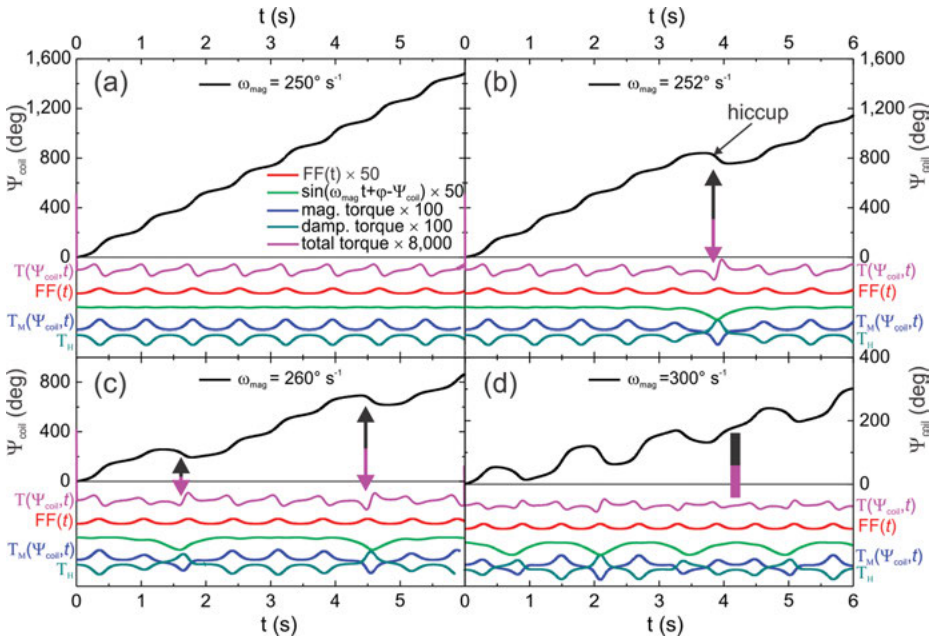 t (s)
t (s)
0 1 2 3 4 5 0 1 2 3 4 5 6
1,600
1,200
800
400
0
Ψcoil (deg)
(a)
ωmag = 250° s⁻¹
FF(t) × 50
sin(ωmag t+φ-Ψcoil) × 50
mag. torque × 100
damp. torque × 100
total torque × 8,000
T(Ψcoil,t)
FF(t)
TM(Ψcoil,t)
TH
(b)
ωmag = 252° s⁻¹
hiccup
1,600
1,200
800
400
0
Ψcoil (deg)
T(Ψcoil,t)
FF(t)
TM(Ψcoil,t)
TH
(c)
ωmag = 260° s⁻¹
800
400
0
Ψcoil (deg)
T(Ψcoil,t)
FF(t)
TM(Ψcoil,t)
TH
(d)
ωmag =300° s⁻¹
400
200
0
Ψcoil (deg)
T(Ψcoil,t)
FF(t)
TM(Ψcoil,t)
TH
0 1 2 3 4 5 0 1 2 3 4 5 6
t (s)
t (s)